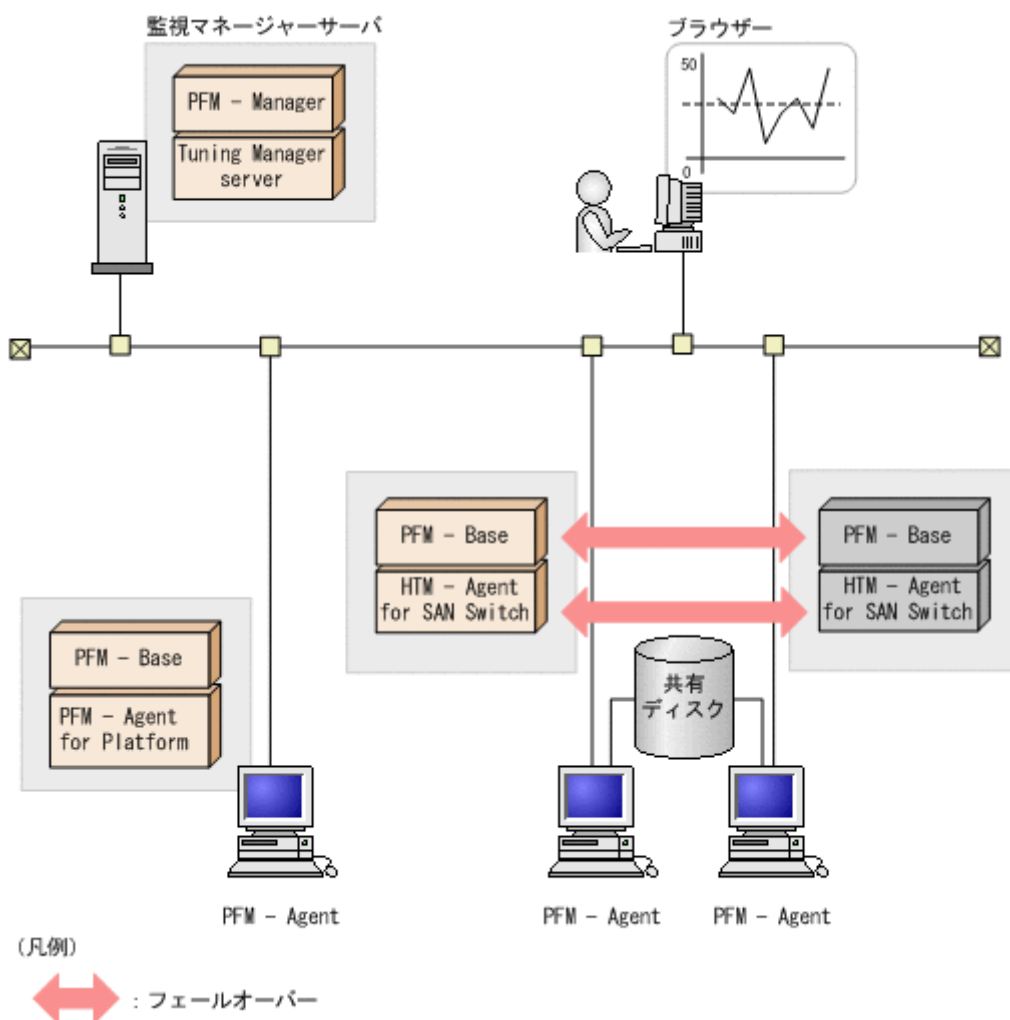 監視マネージャーサーバ
PFM - Manager
Tuning Manager
server
ブラウザー
50
0
PFM - Base
HTM - Agent
for SAN Switch
PFM - Base
HTM - Agent
for SAN Switch
PFM - Base
PFM - Agent
for Platform
共有
ディスク
PFM - Agent
PFM - Agent
PFM - Agent
(凡例)
: フェールオーバー